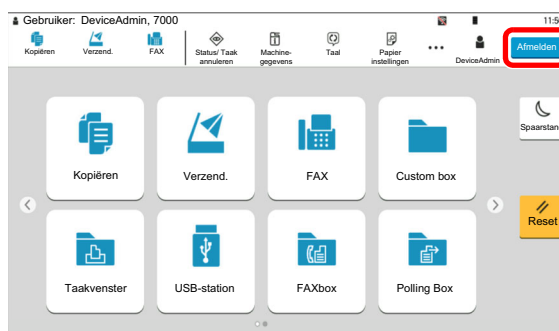 Gebruiker: DeviceAdmin, 7000
Kopiëren
Verzend.
FAX
Status/ Taak
annuleren
Machine-
gegevens
Taal
Papier
instellingen
DeviceAdmin
Afmelden
Kopiëren
Verzend.
FAX
Custom box
Taakvenster
USB-station
FAXbox
Polling Box
Reset